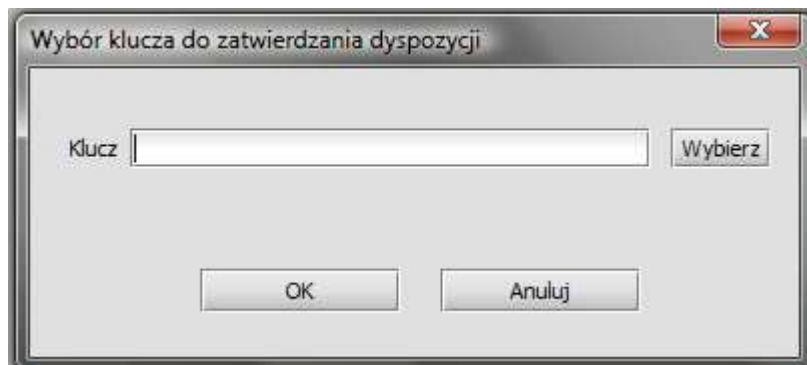 Wybór klucza do zatwierdzania dyspozycji
Klucz
Wybierz
OK
Anuluj